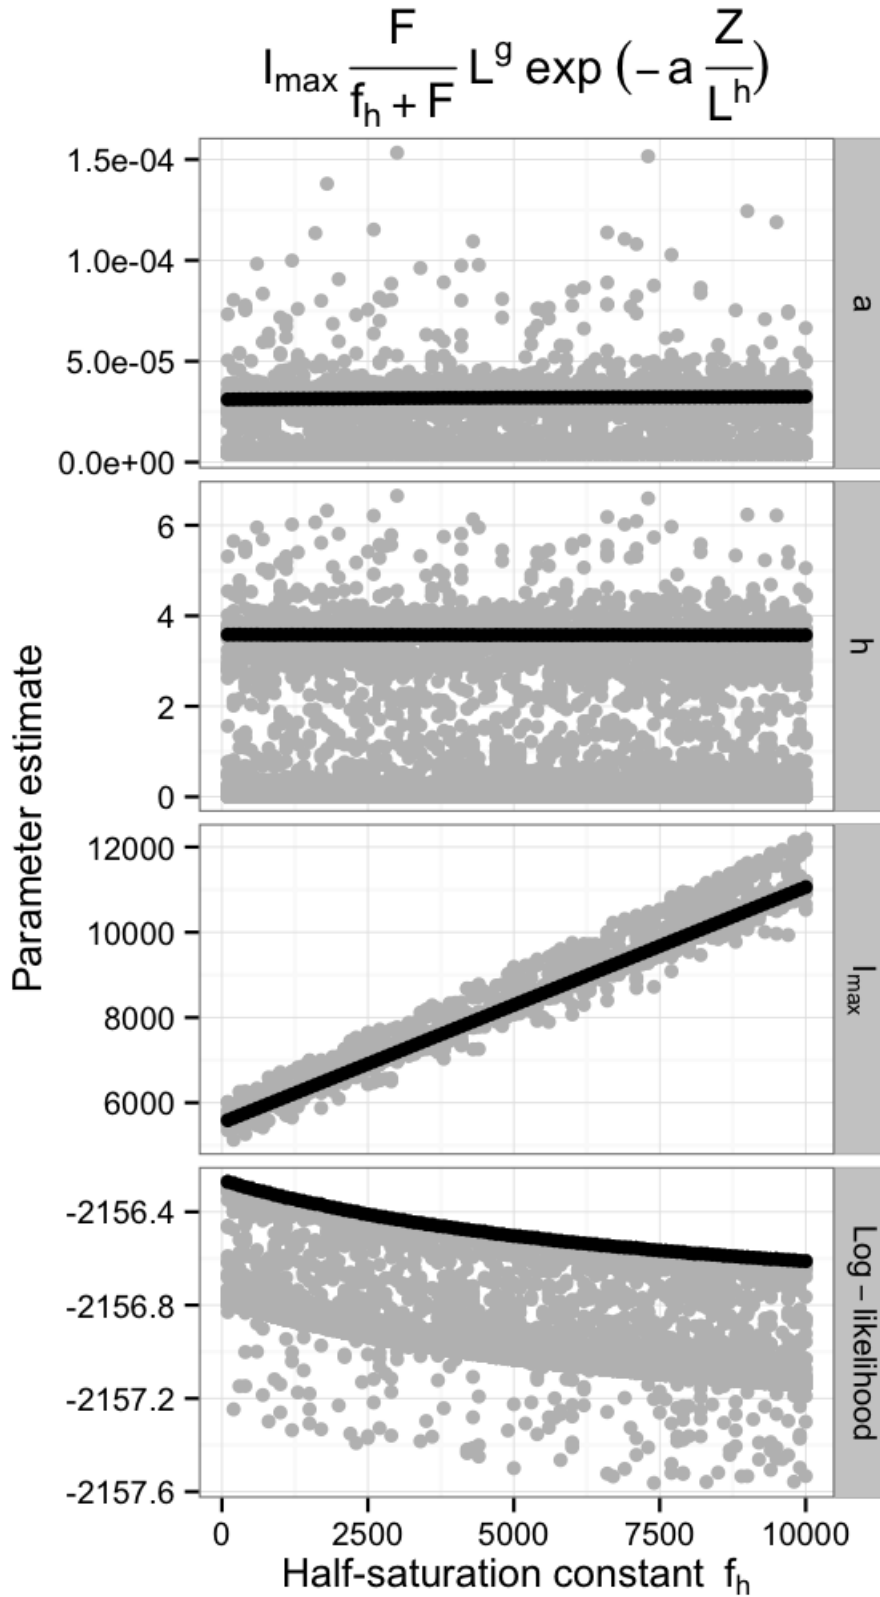 I_max F / (f_h + F) L^g exp (−a Z / L^h)
1.5e-04
1.0e-04
5.0e-05
0.0e+00
a
6
4
2
0
h
Parameter estimate
12000
10000
8000
6000
I_max
-2156.4
-2156.8
-2157.2
-2157.6
Log − likelihood
0 2500 5000 7500 10000
Half-saturation constant f_h